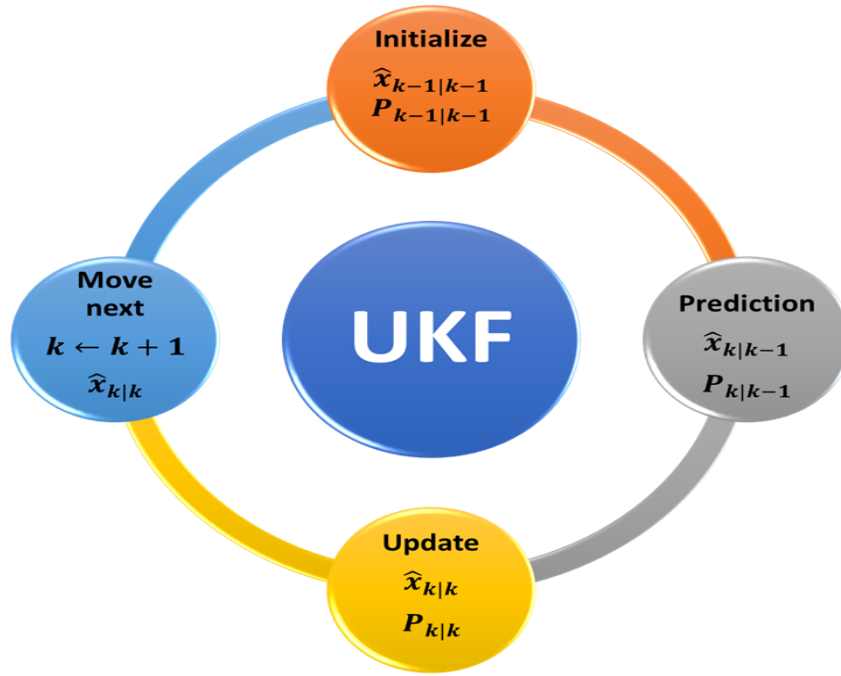 Initialize
x̂ₖ₋₁|ₖ₋₁
Pₖ₋₁|ₖ₋₁
Move
next
k ← k + 1
x̂ₖ|ₖ
UKF
Prediction
x̂ₖ|ₖ₋₁
Pₖ|ₖ₋₁
Update
x̂ₖ|ₖ
Pₖ|ₖ